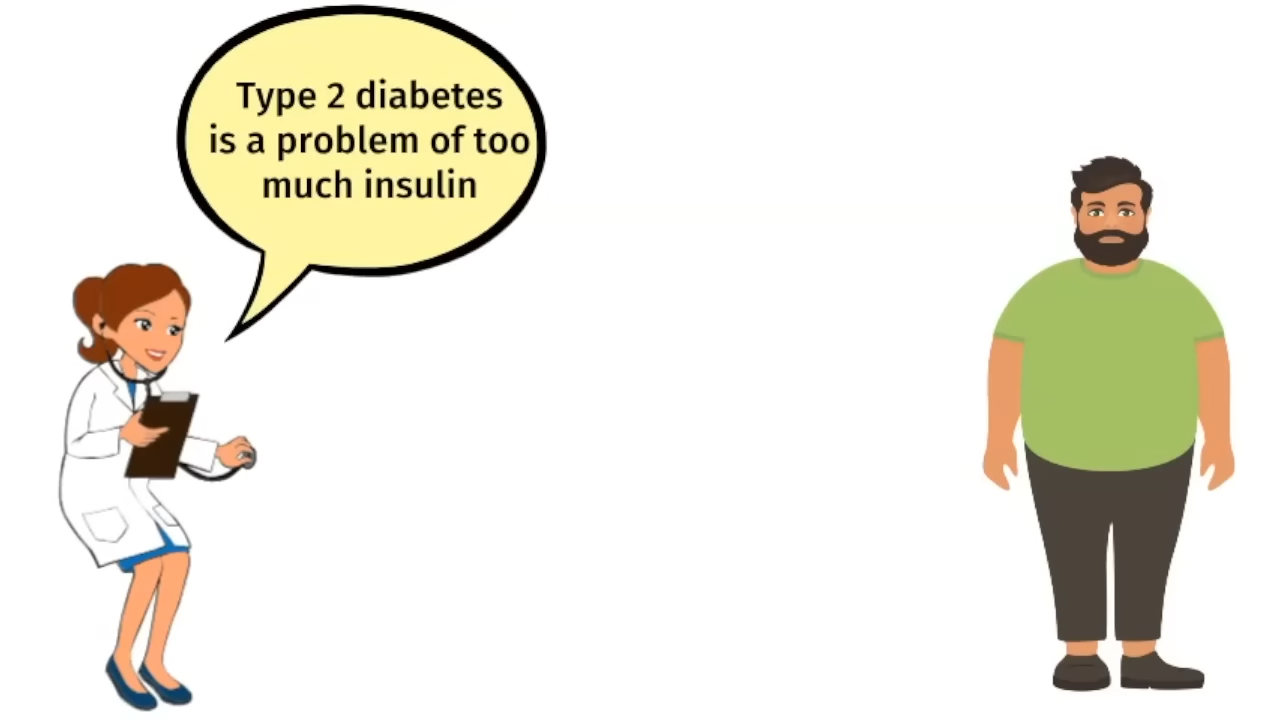 Type 2 diabetes
is a problem of too
much insulin